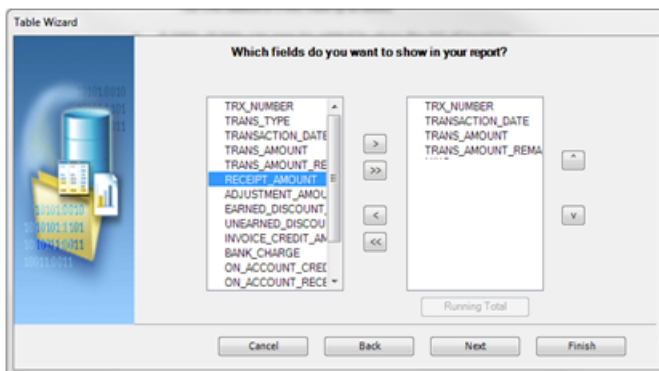 Table Wizard
Which fields do you want to show in your report?
TRX_NUMBER
TRANS_TYPE
TRANSACTION_DATE
TRANS_AMOUNT
TRANS_AMOUNT_RE
RECEIPT_AMOUNT
ADJUSTMENT_AMOU
EARNED_DISCOUNT_
UNEARNED_DISCOU
INVOICE_CREDIT_AM
BANK_CHARGE
ON_ACCOUNT_CRED
ON_ACCOUNT_RECE
>
>>
<
<<
TRX_NUMBER
TRANSACTION_DATE
TRANS_AMOUNT
TRANS_AMOUNT_REMA
^
v
Running Total
Cancel
Back
Next
Finish